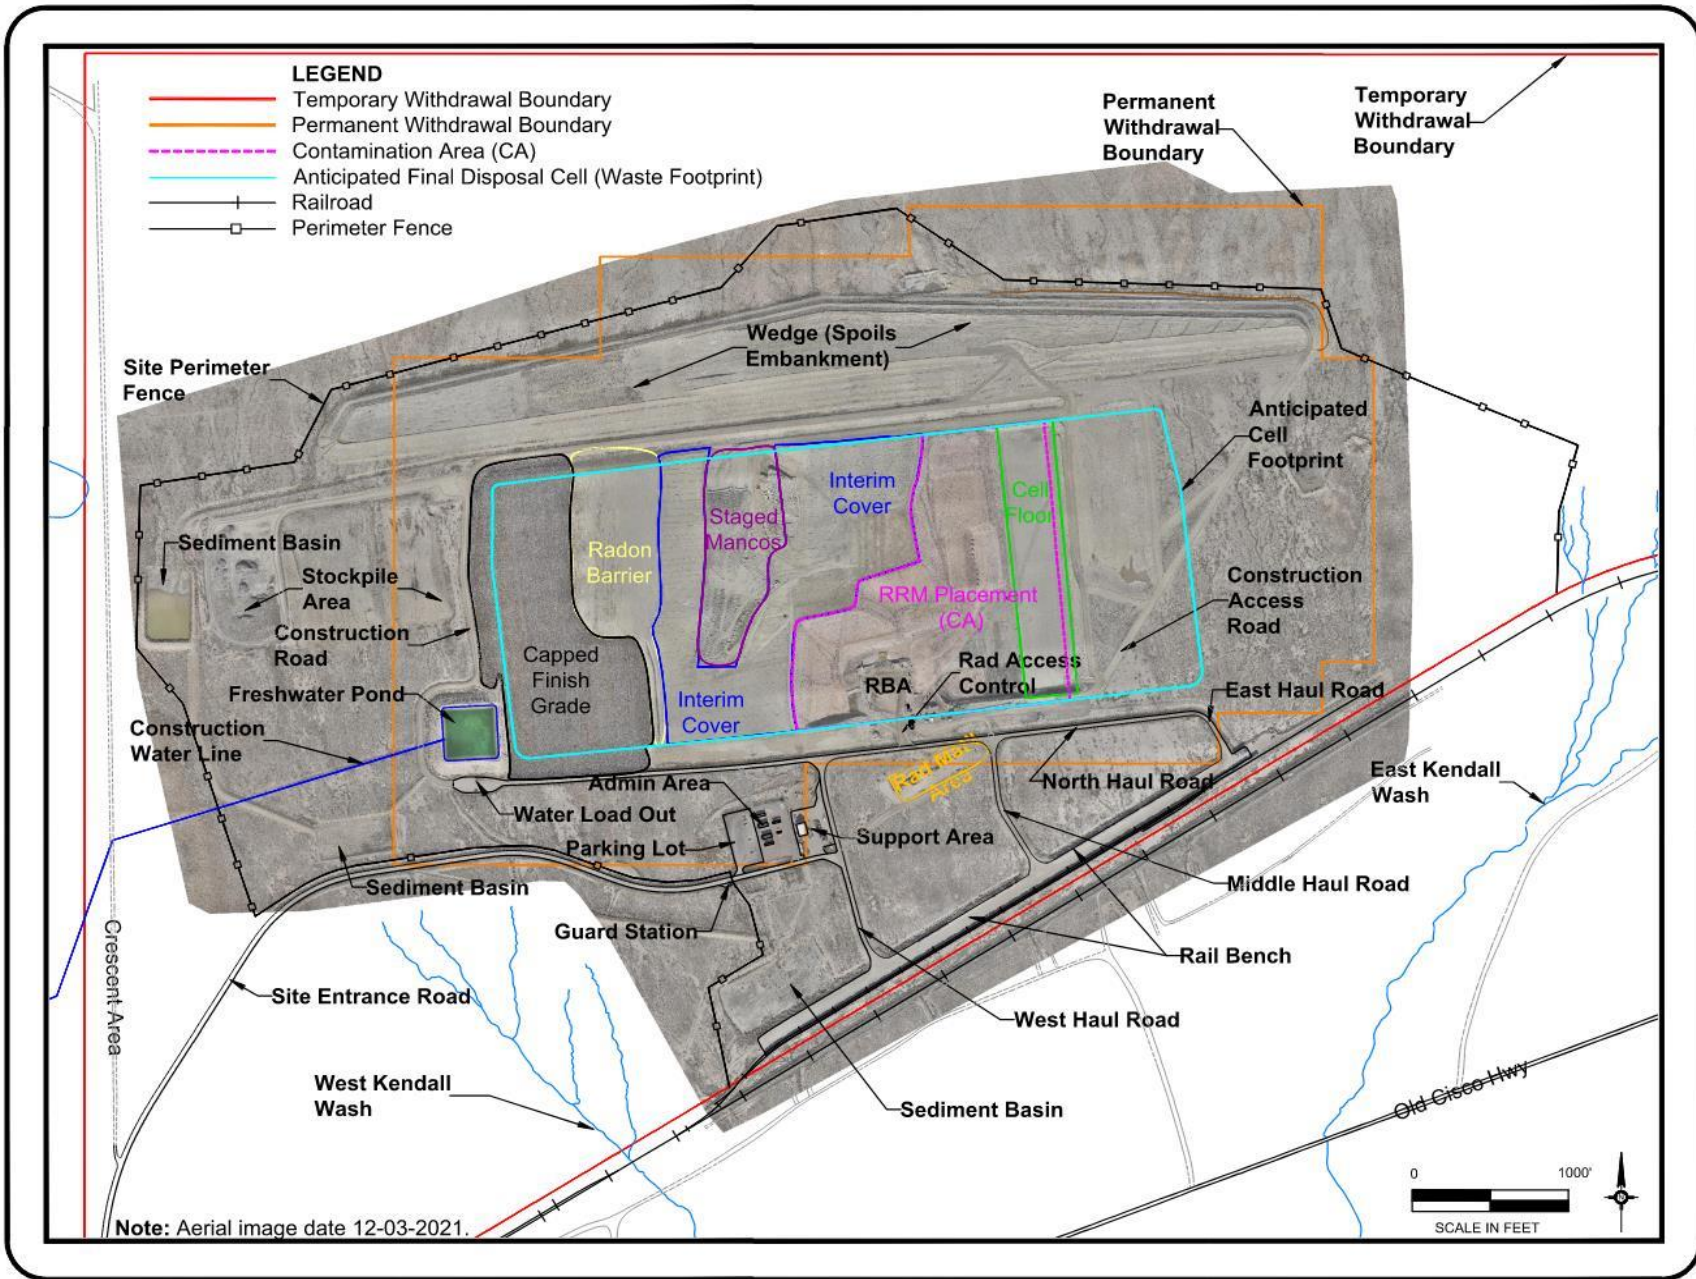 LEGEND
Temporary Withdrawal Boundary
Permanent Withdrawal Boundary
Contamination Area (CA)
Anticipated Final Disposal Cell (Waste Footprint)
Railroad
Perimeter Fence
Permanent
Withdrawal
Boundary
Temporary
Withdrawal
Boundary
Wedge (Spoils
Embankment)
Site Perimeter
Fence
Anticipated
Cell
Footprint
Interim
Cover
Cell
Floor
Staged
Mancos
Radon
Barrier
Sediment Basin
Stockpile
Area
Construction
Road
Construction
Access
Road
RRM Placement
(CA)
Capped
Finish
Grade
Rad Access
Control
RBA
Freshwater Pond
Interim
Cover
East Haul Road
Construction
Water Line
Rad Mat'l
Area
North Haul Road
Admin Area
East Kendall
Wash
Water Load Out
Support Area
Parking Lot
Sediment Basin
Middle Haul Road
Guard Station
Rail Bench
Crescent Area
Site Entrance Road
West Haul Road
West Kendall
Wash
Sediment Basin
Old Cisco Hwy
0 1000'
N
SCALE IN FEET
Note: Aerial image date 12-03-2021.